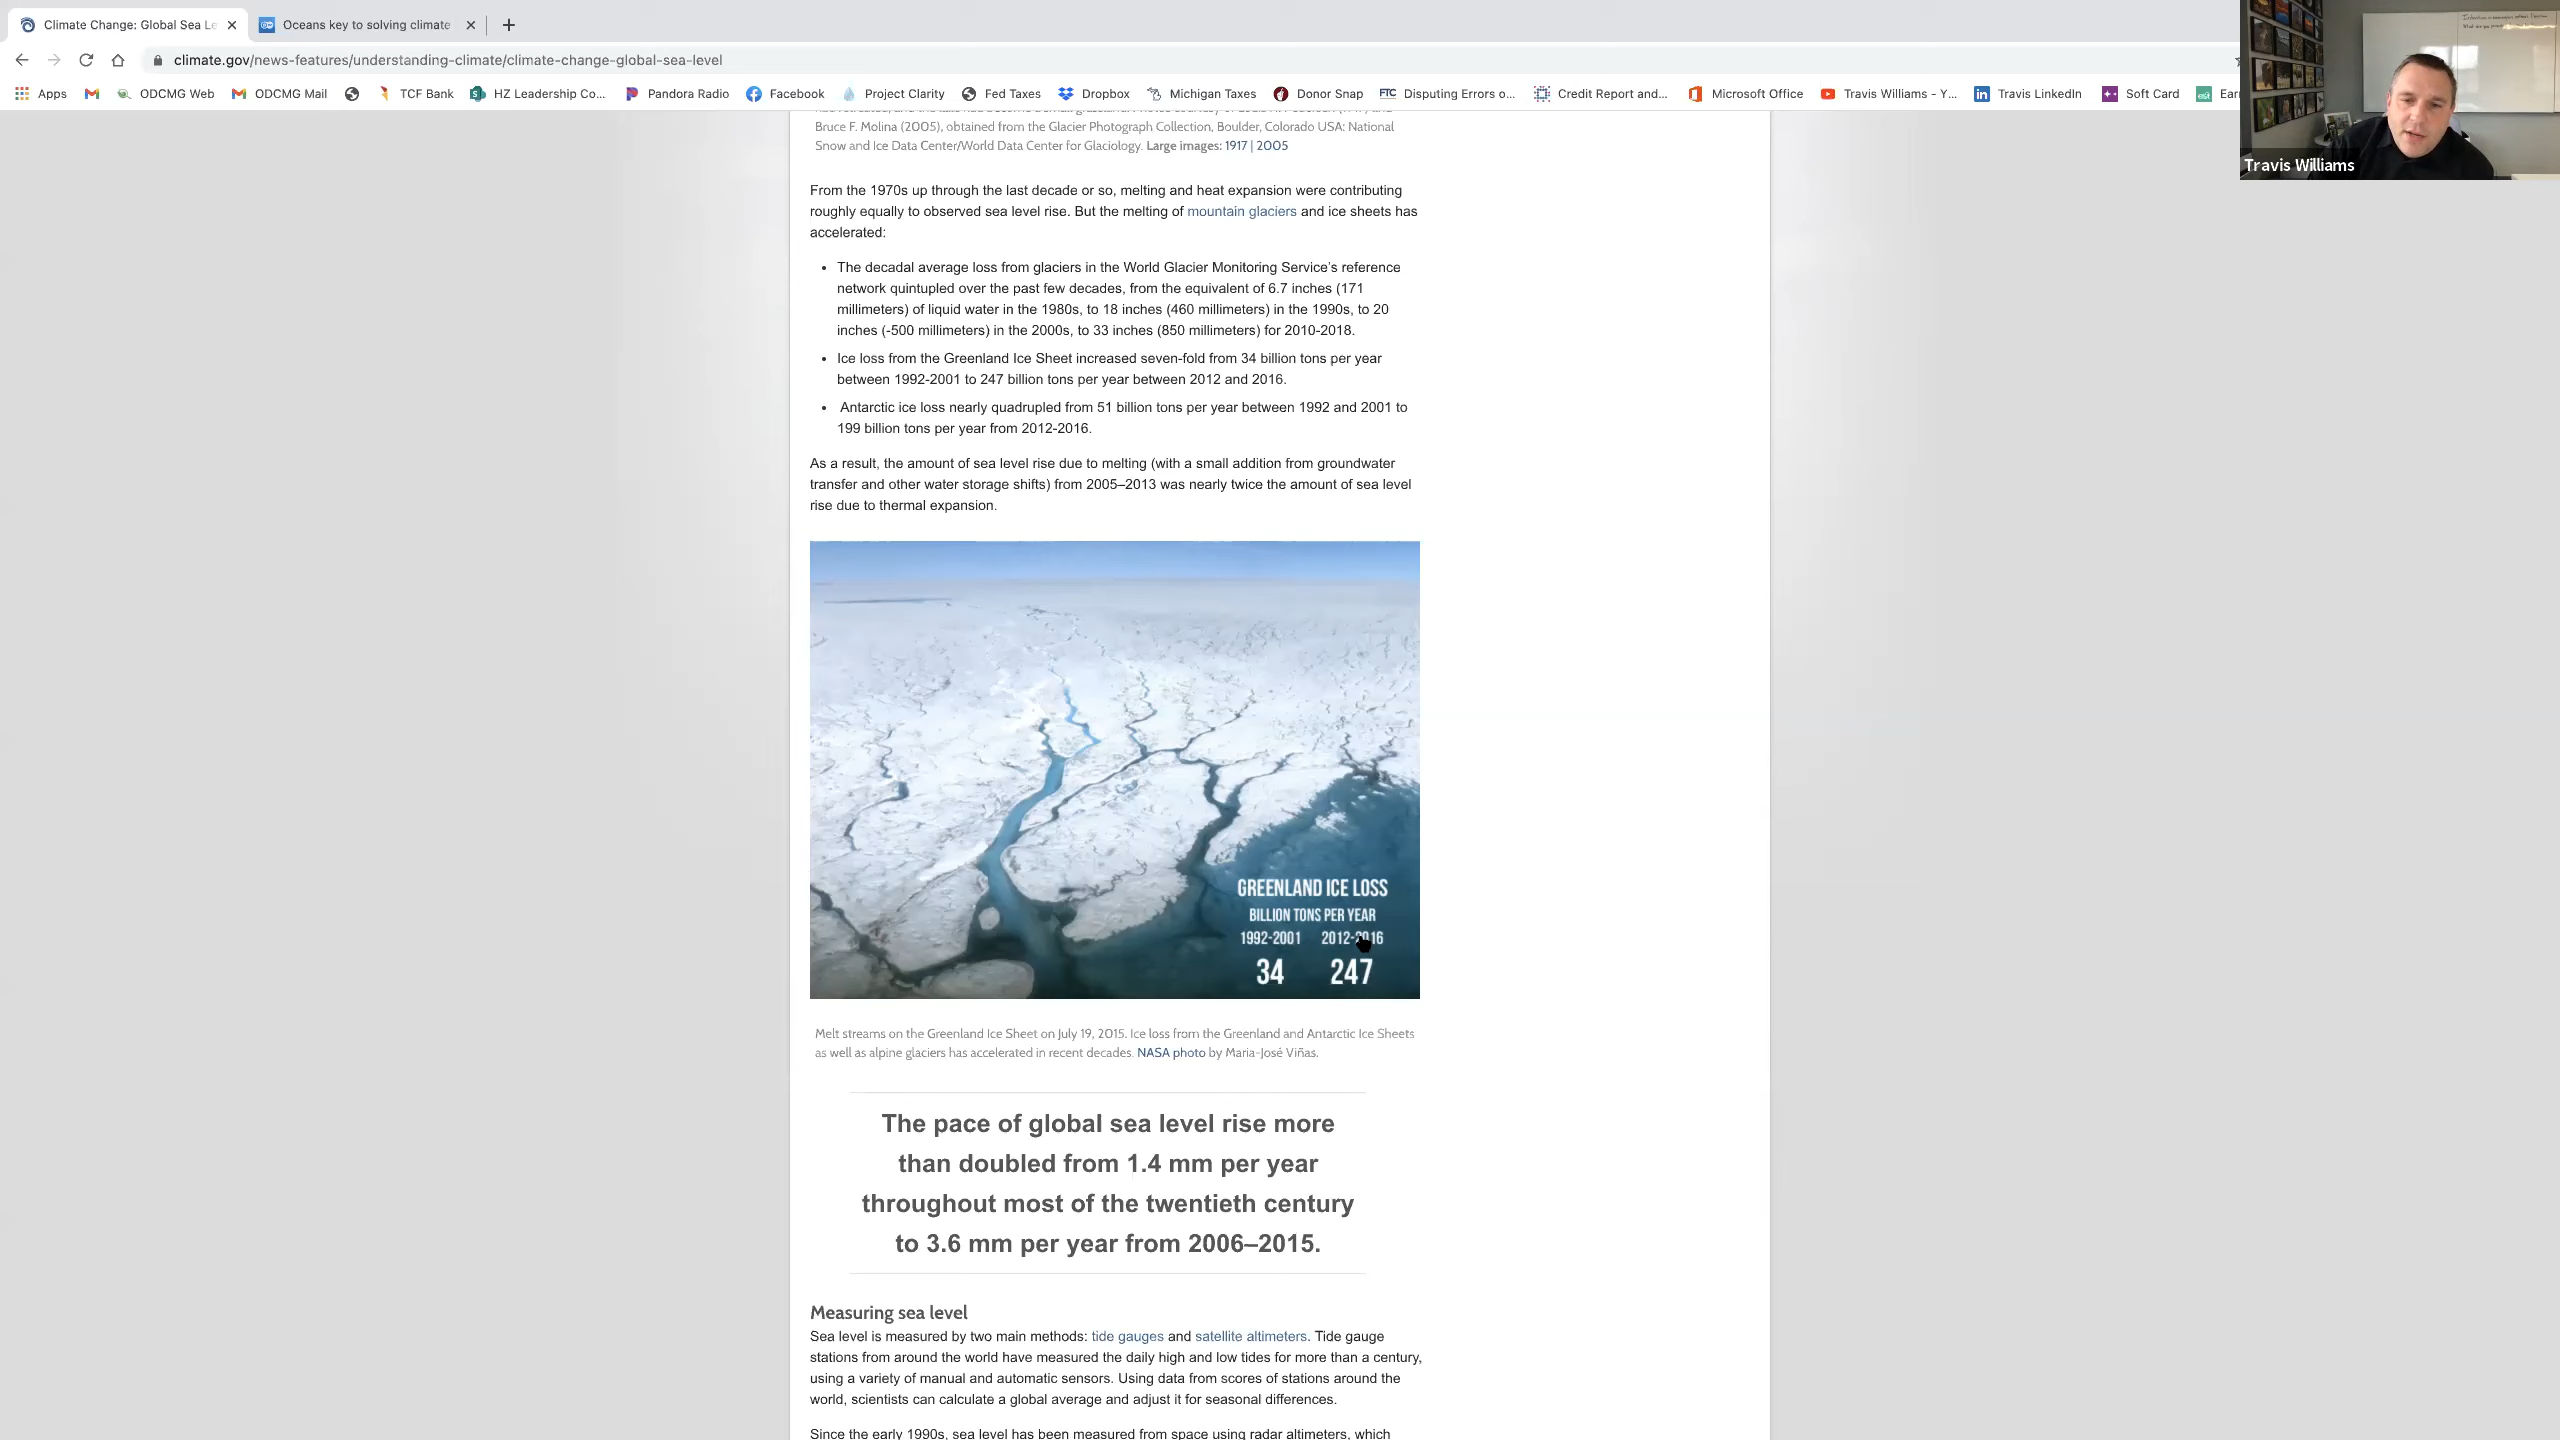 Climate Change: Global Sea Le
Oceans key to solving climate
climate.gov/news-features/understanding-climate/climate-change-global-sea-level
Apps
ODCMG Web
ODCMG Mail
TCF Bank
HZ Leadership Co...
Pandora Radio
Facebook
Project Clarity
Fed Taxes
Dropbox
Michigan Taxes
Donor Snap
FTC Disputing Errors o...
Credit Report and...
Microsoft Office
Travis Williams - Y...
Travis LinkedIn
Soft Card
Travis Williams
Bruce F. Molina (2005), obtained from the Glacier Photograph Collection, Boulder, Colorado USA: National
Snow and Ice Data Center/World Data Center for Glaciology. Large images: 1917 | 2005
From the 1970s up through the last decade or so, melting and heat expansion were contributing
roughly equally to observed sea level rise. But the melting of mountain glaciers and ice sheets has
accelerated:
• The decadal average loss from glaciers in the World Glacier Monitoring Service's reference
network quintupled over the past few decades, from the equivalent of 6.7 inches (171
millimeters) of liquid water in the 1980s, to 18 inches (460 millimeters) in the 1990s, to 20
inches (-500 millimeters) in the 2000s, to 33 inches (850 millimeters) for 2010-2018.
• Ice loss from the Greenland Ice Sheet increased seven-fold from 34 billion tons per year
between 1992-2001 to 247 billion tons per year between 2012 and 2016.
• Antarctic ice loss nearly quadrupled from 51 billion tons per year between 1992 and 2001 to
199 billion tons per year from 2012-2016.
As a result, the amount of sea level rise due to melting (with a small addition from groundwater
transfer and other water storage shifts) from 2005–2013 was nearly twice the amount of sea level
rise due to thermal expansion.
GREENLAND ICE LOSS
BILLION TONS PER YEAR
1992-2001 2012-2016
34 247
Melt streams on the Greenland Ice Sheet on July 19, 2015. Ice loss from the Greenland and Antarctic Ice Sheets
as well as alpine glaciers has accelerated in recent decades. NASA photo by Maria-José Viñas.
The pace of global sea level rise more
than doubled from 1.4 mm per year
throughout most of the twentieth century
to 3.6 mm per year from 2006–2015.
Measuring sea level
Sea level is measured by two main methods: tide gauges and satellite altimeters. Tide gauge
stations from around the world have measured the daily high and low tides for more than a century,
using a variety of manual and automatic sensors. Using data from scores of stations around the
world, scientists can calculate a global average and adjust it for seasonal differences.
Since the early 1990s, sea level has been measured from space using radar altimeters, which